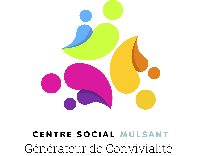 CENTRE SOCIAL MULSANT
Générateur de Convivialité